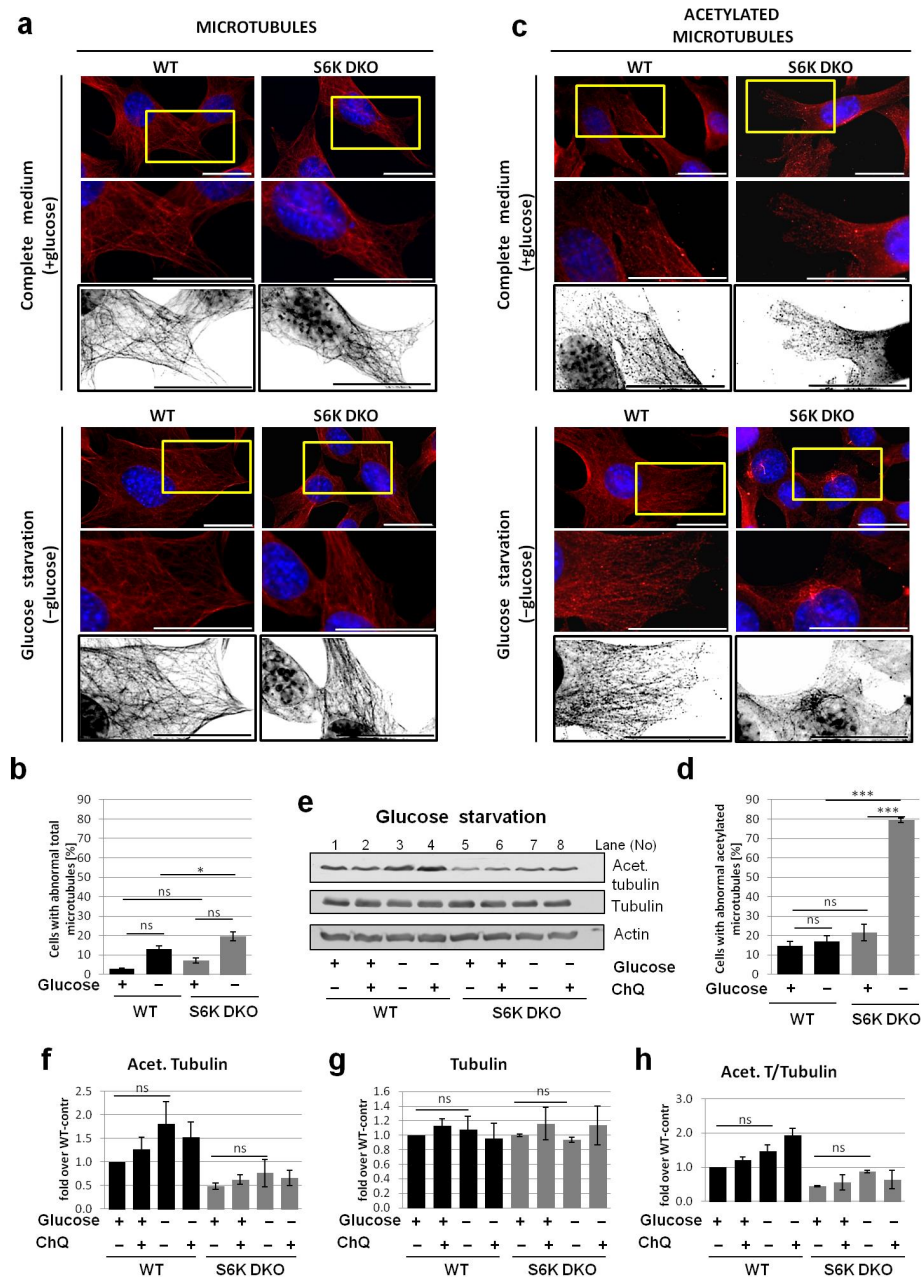 a
MICROTUBULES
WT
S6K DKO
Complete medium
(+glucose)
WT
S6K DKO
Glucose starvation
(−glucose)
c
ACETYLATED
MICROTUBULES
WT
S6K DKO
Complete medium
(+glucose)
WT
S6K DKO
Glucose starvation
(−glucose)
b
Cells with abnormal total
microtubules [%]
90
80
70
60
50
40
30
20
10
0
ns
ns
*
ns
Glucose + − + −
WT S6K DKO
e
Glucose starvation
1 2 3 4 5 6 7 8 Lane (No)
Acet.
tubulin
Tubulin
Actin
+ + − − + + − − Glucose
− + − + − + − + ChQ
WT S6K DKO
d
Cells with abnormal acetylated
microtubules [%]
90
80
70
60
50
40
30
20
10
0
***
***
ns
ns
Glucose + − + −
WT S6K DKO
f
Acet. Tubulin
fold over WT-contr
2.5
2.0
1.5
1.0
0.5
0.0
ns
ns
Glucose + + − − + + − −
ChQ − + − + − + − +
WT S6K DKO
g
Tubulin
fold over WT-contr
1.6
1.4
1.2
1.0
0.8
0.6
0.4
0.2
0.0
ns
ns
Glucose + + − − + + − −
ChQ − + − + − + − +
WT S6K DKO
h
Acet. T/Tubulin
fold over WT-contr
3.0
2.0
1.0
0.0
ns
ns
Glucose + + − − + + − −
ChQ − + − + − + − +
WT S6K DKO